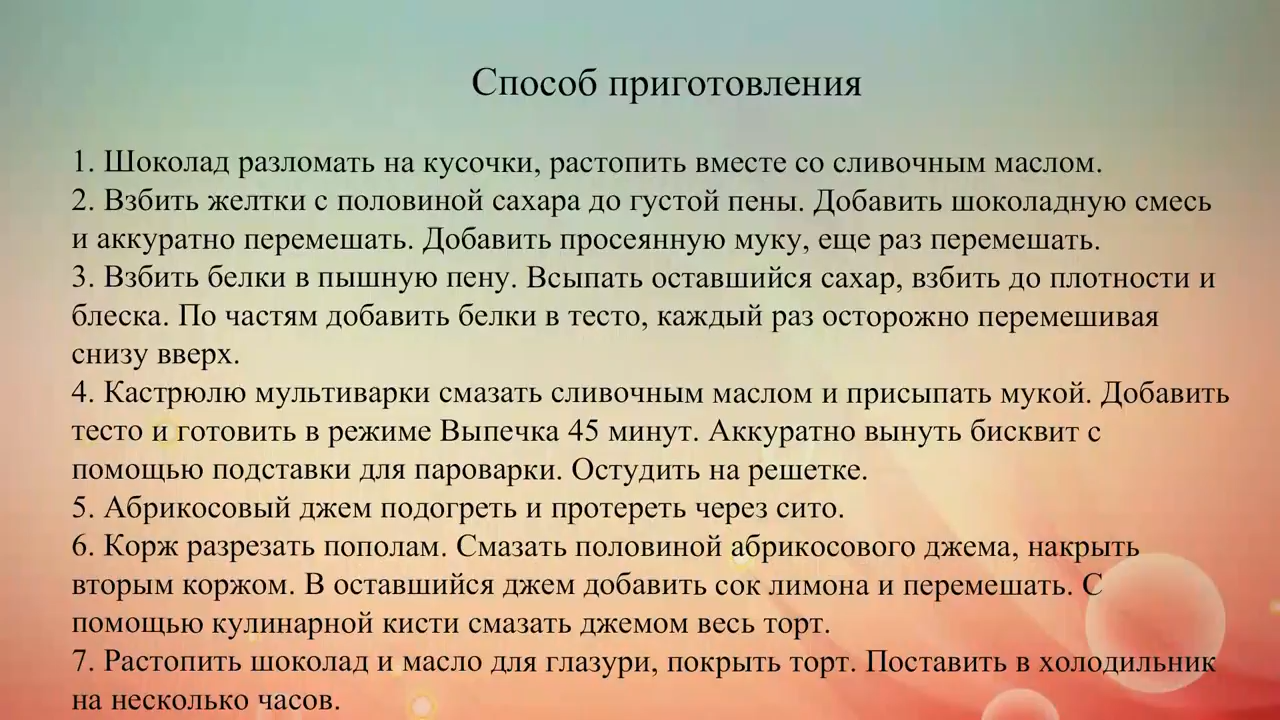 Способ приготовления
1. Шоколад разломать на кусочки, растопить вместе со сливочным маслом.
2. Взбить желтки с половиной сахара до густой пены. Добавить шоколадную смесь
и аккуратно перемешать. Добавить просеянную муку, еще раз перемешать.
3. Взбить белки в пышную пену. Всыпать оставшийся сахар, взбить до плотности и
блеска. По частям добавить белки в тесто, каждый раз осторожно перемешивая
снизу вверх.
4. Кастрюлю мультиварки смазать сливочным маслом и присыпать мукой. Добавить
тесто и готовить в режиме Выпечка 45 минут. Аккуратно вынуть бисквит с
помощью подставки для пароварки. Остудить на решетке.
5. Абрикосовый джем подогреть и протереть через сито.
6. Корж разрезать пополам. Смазать половиной абрикосового джема, накрыть
вторым коржом. В оставшийся джем добавить сок лимона и перемешать. С
помощью кулинарной кисти смазать джемом весь торт.
7. Растопить шоколад и масло для глазури, покрыть торт. Поставить в холодильник
на несколько часов.